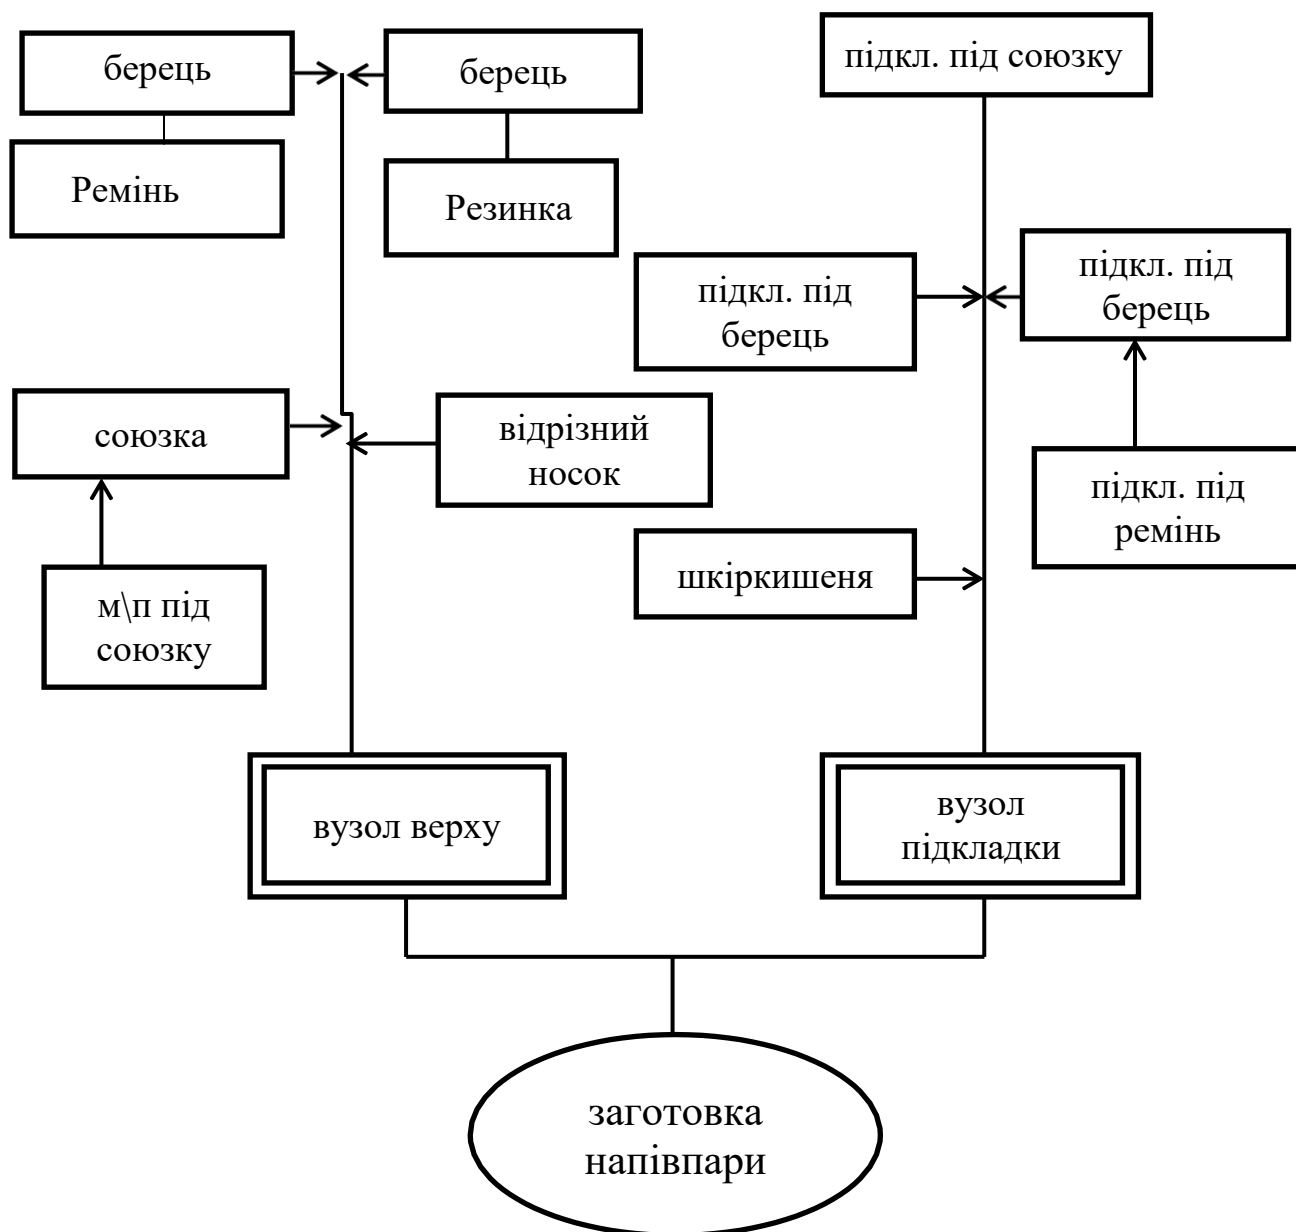 берець
берець
підкл. під союзку
Ремінь
Резинка
підкл. під
берець
підкл. під
берець
союзка
відрізний
носок
підкл. під
ремінь
шкіркишеня
м\п під
союзку
вузол верху
вузол
підкладки
заготовка
напівпари